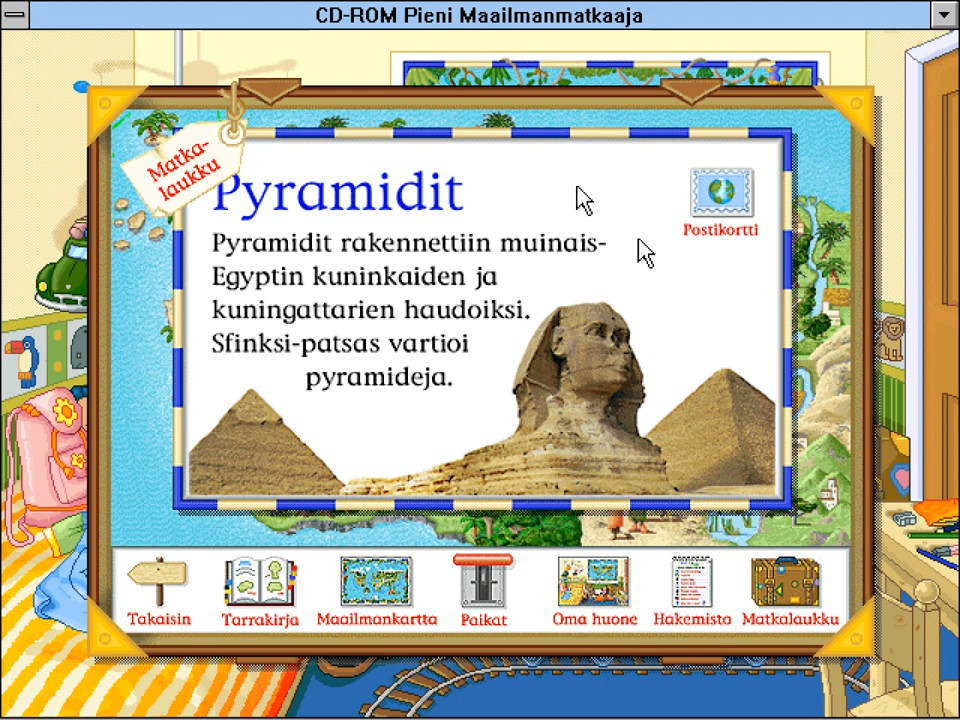 CD-ROM Pieni Maailmanmatkaaja
Matka-
laukku
Pyramidit
Postikortti
Pyramidit rakennettiin muinais-
Egyptin kuninkaiden ja
kuningattarien haudoiksi.
Sfinksi-patsas vartioi
pyramideja.
Takaisin
Tarrakirja
Maailmankartta
Paikat
Oma huone
Hakemisto
Matkalaukku